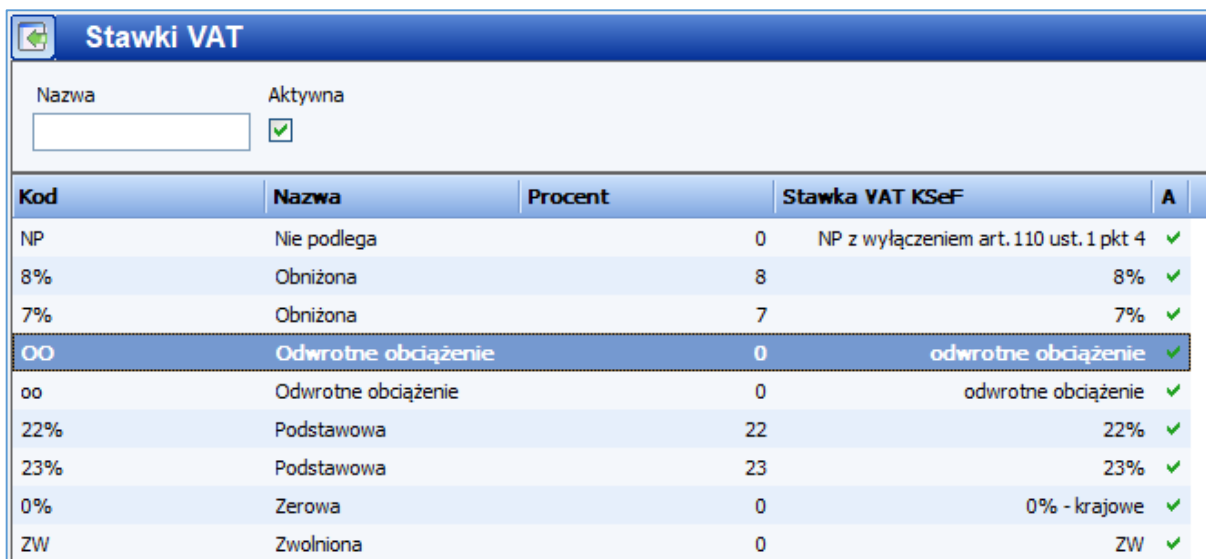 Stawki VAT
Nazwa Aktywna
Kod Nazwa Procent Stawka VAT KSeF A
NP Nie podlega 0 NP z wyłączeniem art. 110 ust. 1 pkt 4
8% Obniżona 8 8%
7% Obniżona 7 7%
OO Odwrotne obciążenie 0 odwrotne obciążenie
oo Odwrotne obciążenie 0 odwrotne obciążenie
22% Podstawowa 22 22%
23% Podstawowa 23 23%
0% Zerowa 0 0% - krajowe
ZW Zwolniona 0 ZW